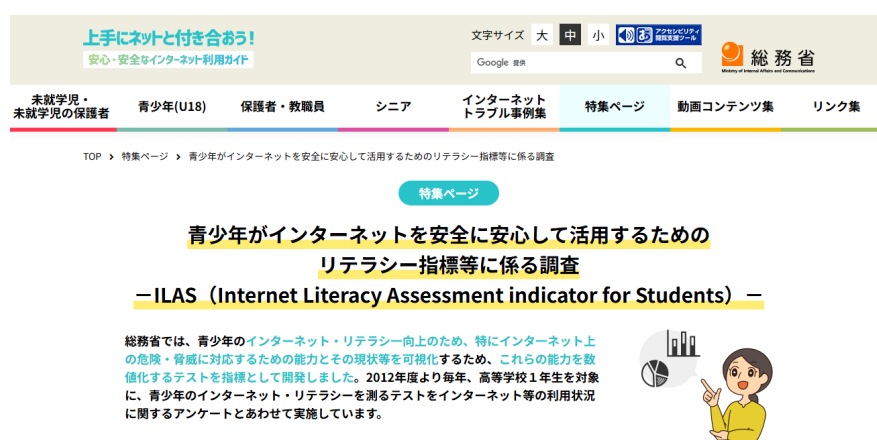 上手にネットと付き合おう!
安心・安全なインターネット利用ガイド
文字サイズ 大 中 小
アクセシビリティ
閲覧支援ツール
Google 提供
総務省
Ministry of Internal Affairs and Communications
未就学児・
未就学児の保護者
青少年(U18)
保護者・教職員
シニア
インターネット
トラブル事例集
特集ページ
動画コンテンツ集
リンク集
TOP > 特集ページ > 青少年がインターネットを安全に安心して活用するためのリテラシー指標等に係る調査
特集ページ
青少年がインターネットを安全に安心して活用するための
リテラシー指標等に係る調査
−ILAS（Internet Literacy Assessment indicator for Students）−
総務省では、青少年のインターネット・リテラシー向上のため、特にインターネット上
の危険・脅威に対応するための能力とその現状等を可視化するため、これらの能力を数
値化するテストを指標として開発しました。2012年度より毎年、高等学校１年生を対象
に、青少年のインターネット・リテラシーを測るテストをインターネット等の利用状況
に関するアンケートとあわせて実施しています。